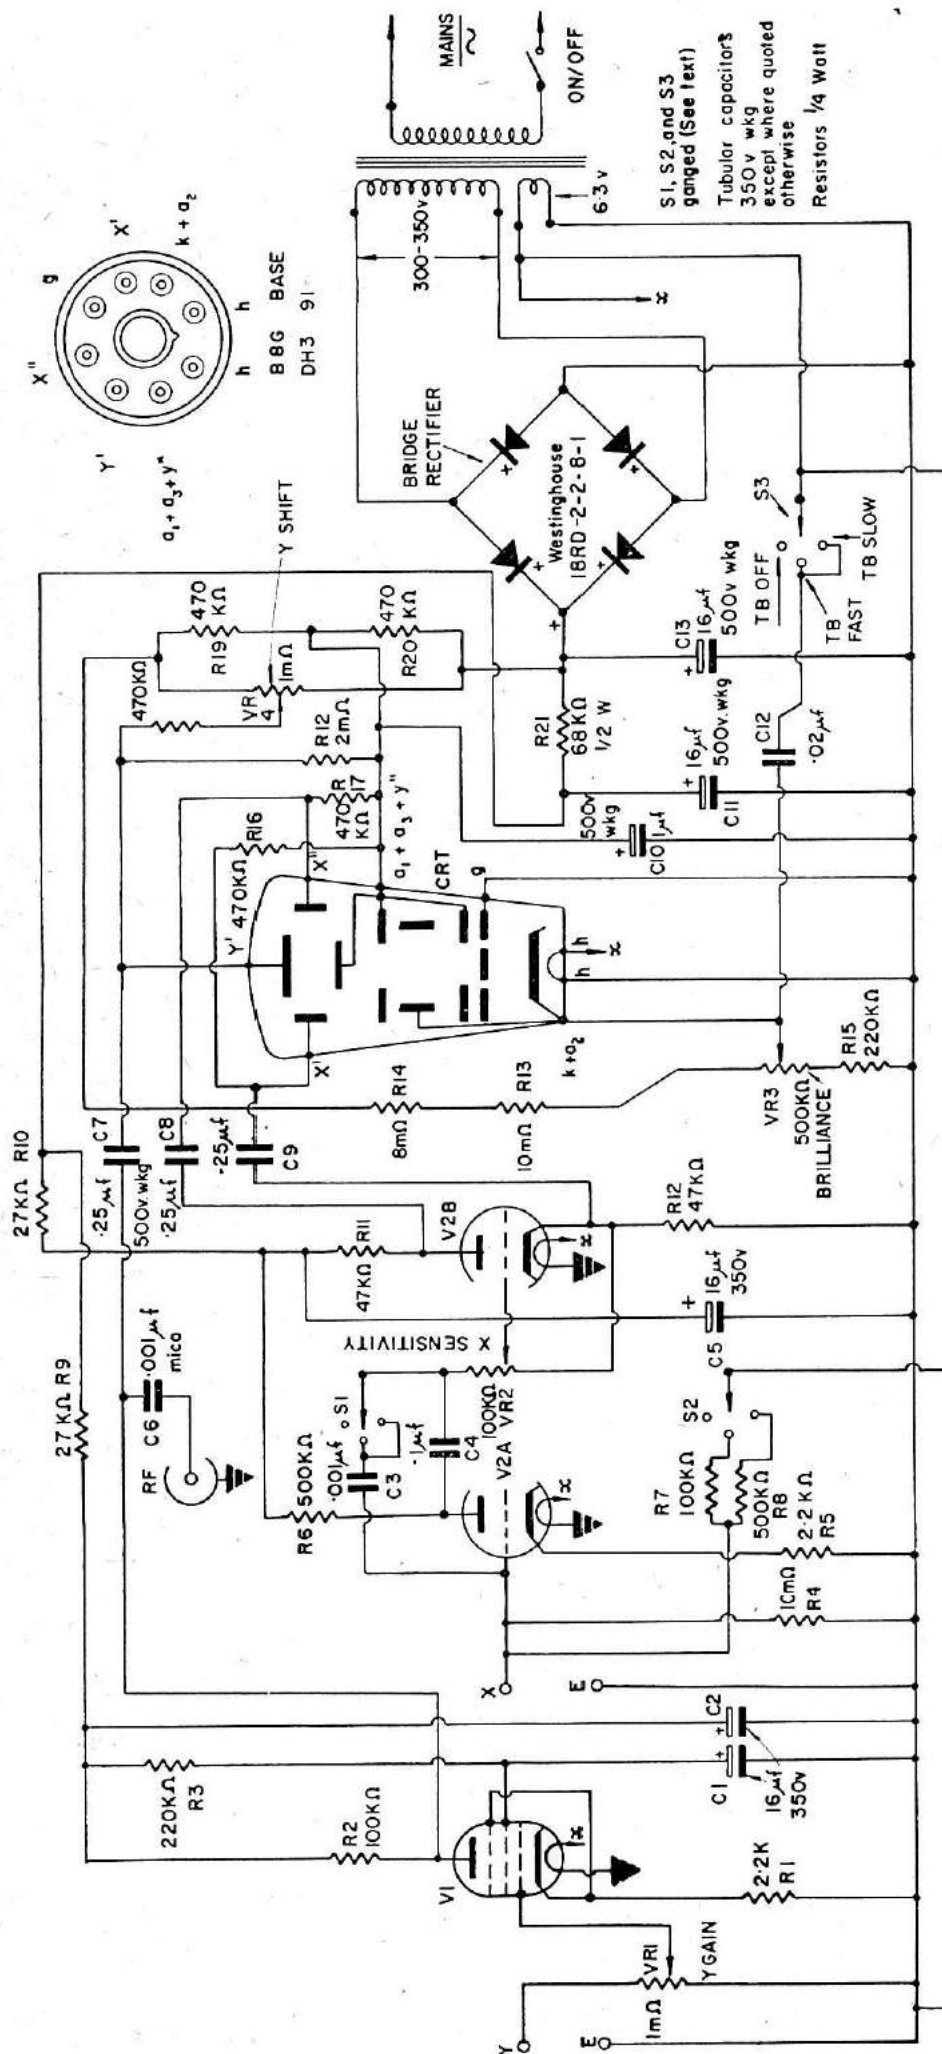 Y
E
VR1
1mΩ
Y GAIN
V1
x
2·2K
R1
220KΩ
R3
R2
100KΩ
C1
C2
16μf
350v
X
E
27KΩ R9
27KΩ R10
RF
C6
·001μf
mica
R6
500KΩ
·001μf
C3
S1
·1μf
C4
100KΩ
VR2
X SENSITIVITY
V2A
x
R7
100KΩ
500KΩ
R8
S2
10mΩ
R4
2·2KΩ
R5
47KΩ
R11
V2B
x
R12
47KΩ
16μf
350v
C5
C7
·25μf
500v.wkg
C8
·25μf
·25μf
C9
R14
8mΩ
R13
10mΩ
VR3
500KΩ
BRILLIANCE
R15
220KΩ
X'
Y'
X"
k+a2
h
h
x
g
CRT
a1 + a3 + y"
470KΩ
R16
470
KΩ
R
17
R12
2mΩ
470KΩ
VR
4
1mΩ
Y SHIFT
470
KΩ
R19
470
KΩ
R20
R21
68KΩ
1/2 W
500v
wkg
C10
1μf
16μf
500v.wkg
C11
C13
16μf
500v wkg
C12
·02μf
TB OFF
TB
FAST
TB SLOW
S3
BRIDGE
RECTIFIER
Westinghouse
18RD-2-2-8-1
+
300-350v
6·3v
x
MAINS
~
ON/OFF
S1, S2, and S3
ganged (See text)
Tubular capacitors
350v wkg
except where quoted
otherwise
Resistors 1/4 Watt
Y'
X"
g
X'
k + a2
h
h
a1 + a3 + y"
B8G BASE
DH3 91